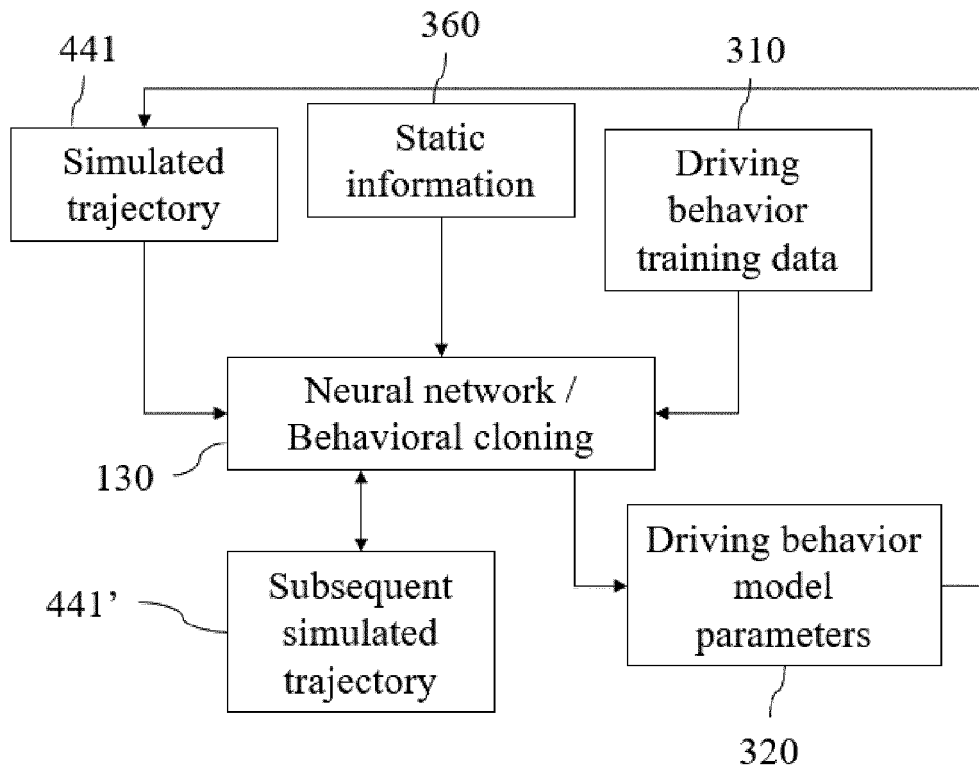 441
360
310
Simulated
trajectory
Static
information
Driving
behavior
training data
Neural network /
Behavioral cloning
130
441’
Subsequent
simulated
trajectory
Driving behavior
model
parameters
320